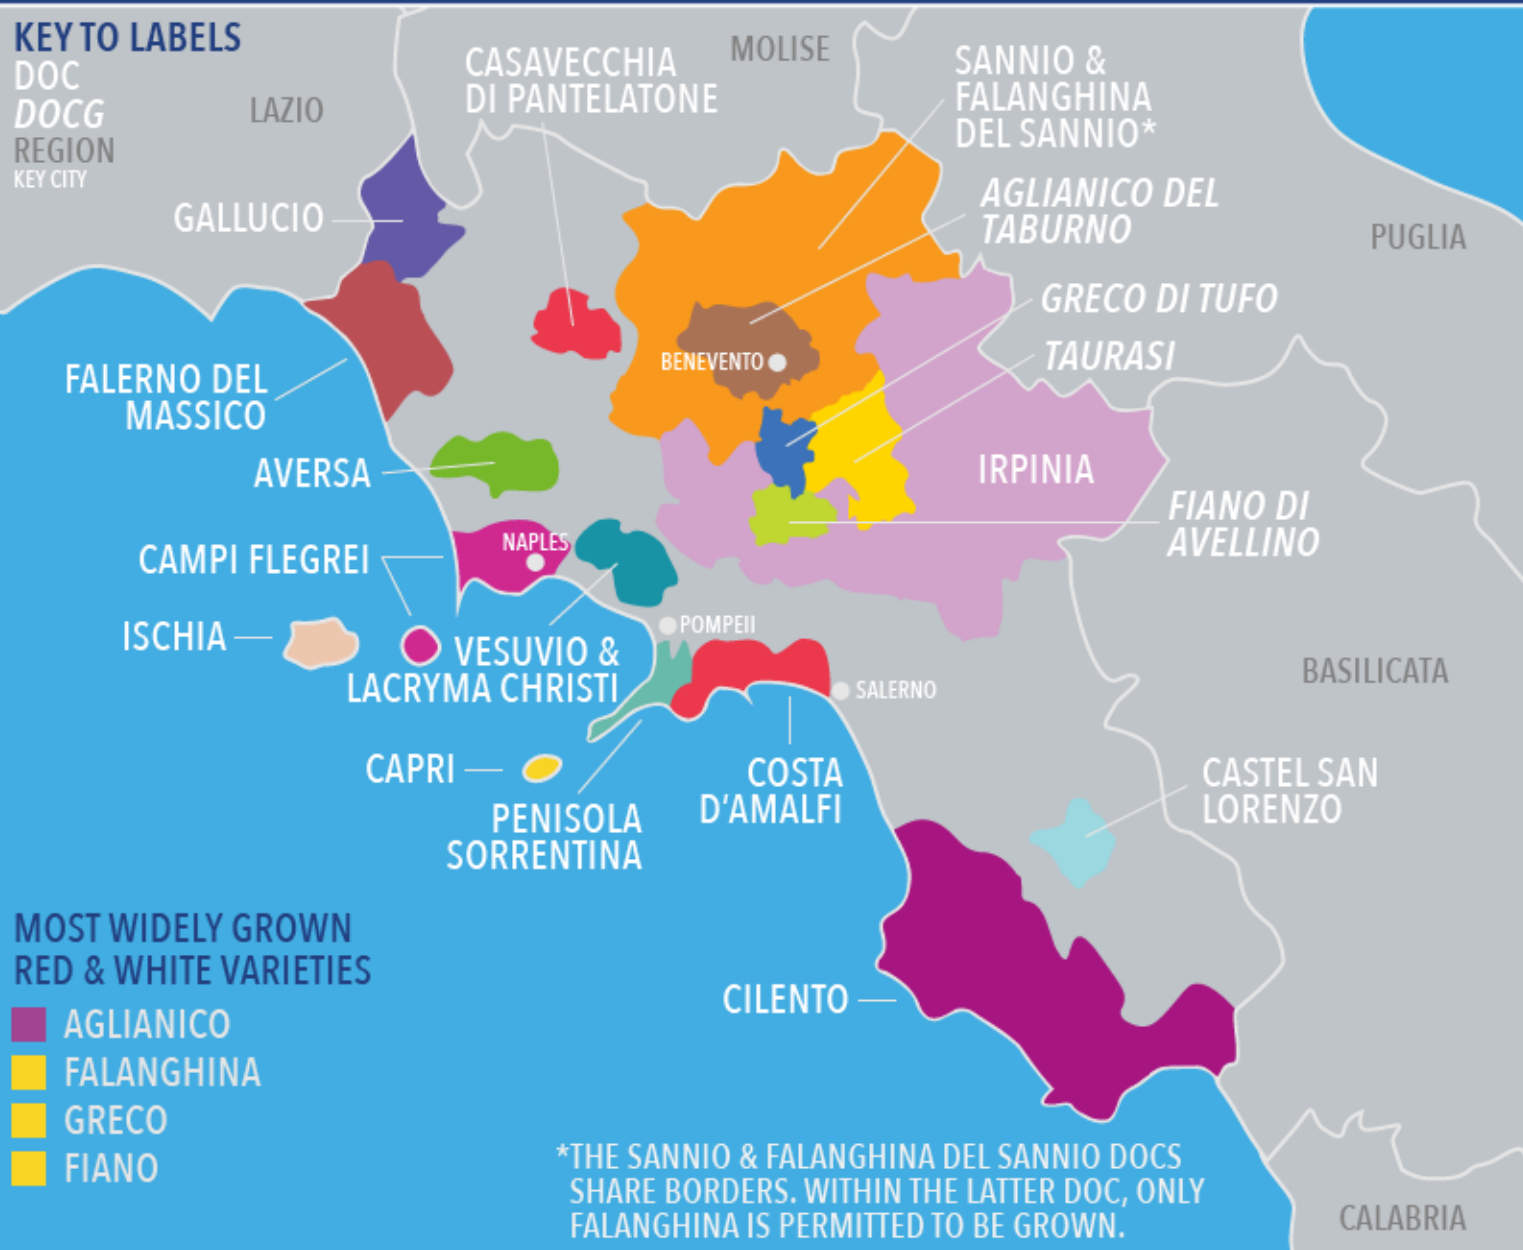 KEY TO LABELS
DOC
DOCG
REGION
KEY CITY
LAZIO
MOLISE
PUGLIA
BASILICATA
CALABRIA
CASAVECCHIA
DI PANTELATONE
SANNIO &
FALANGHINA
DEL SANNIO*
AGLIANICO DEL
TABURNO
GALLUCIO
GRECO DI TUFO
TAURASI
BENEVENTO
FALERNO DEL
MASSICO
AVERSA
IRPINIA
FIANO DI
AVELLINO
NAPLES
CAMPI FLEGREI
ISCHIA
POMPEII
VESUVIO &
LACRYMA CHRISTI
SALERNO
CAPRI
COSTA
D'AMALFI
PENISOLA
SORRENTINA
CASTEL SAN
LORENZO
CILENTO
MOST WIDELY GROWN
RED & WHITE VARIETIES
AGLIANICO
FALANGHINA
GRECO
FIANO
*THE SANNIO & FALANGHINA DEL SANNIO DOCS
SHARE BORDERS. WITHIN THE LATTER DOC, ONLY
FALANGHINA IS PERMITTED TO BE GROWN.